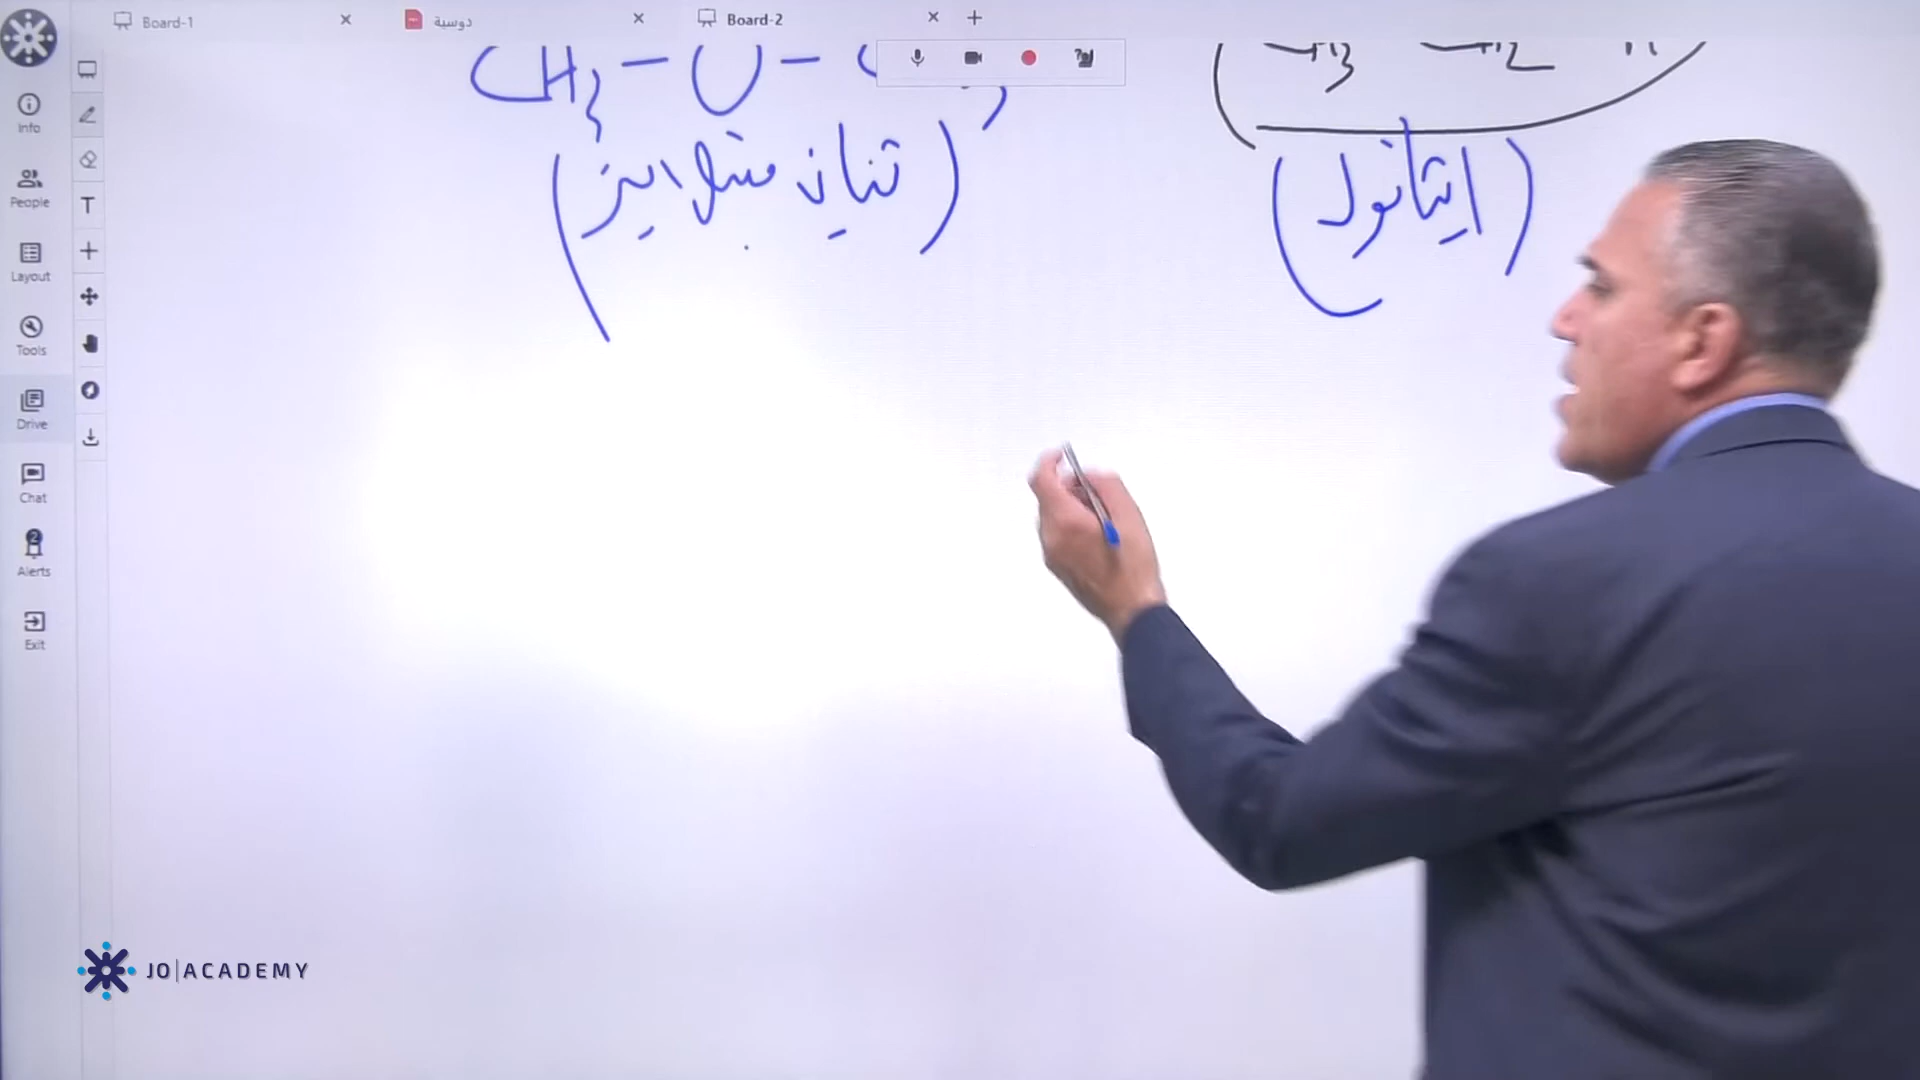 Board-1
دوسية
Board-2
Info
People
Layout
Tools
Drive
Chat
2
Alerts
Exit
T
CH3 - O -
(ثنائي ميثيل ايثر)
(ايثانول)
JO|ACADEMY